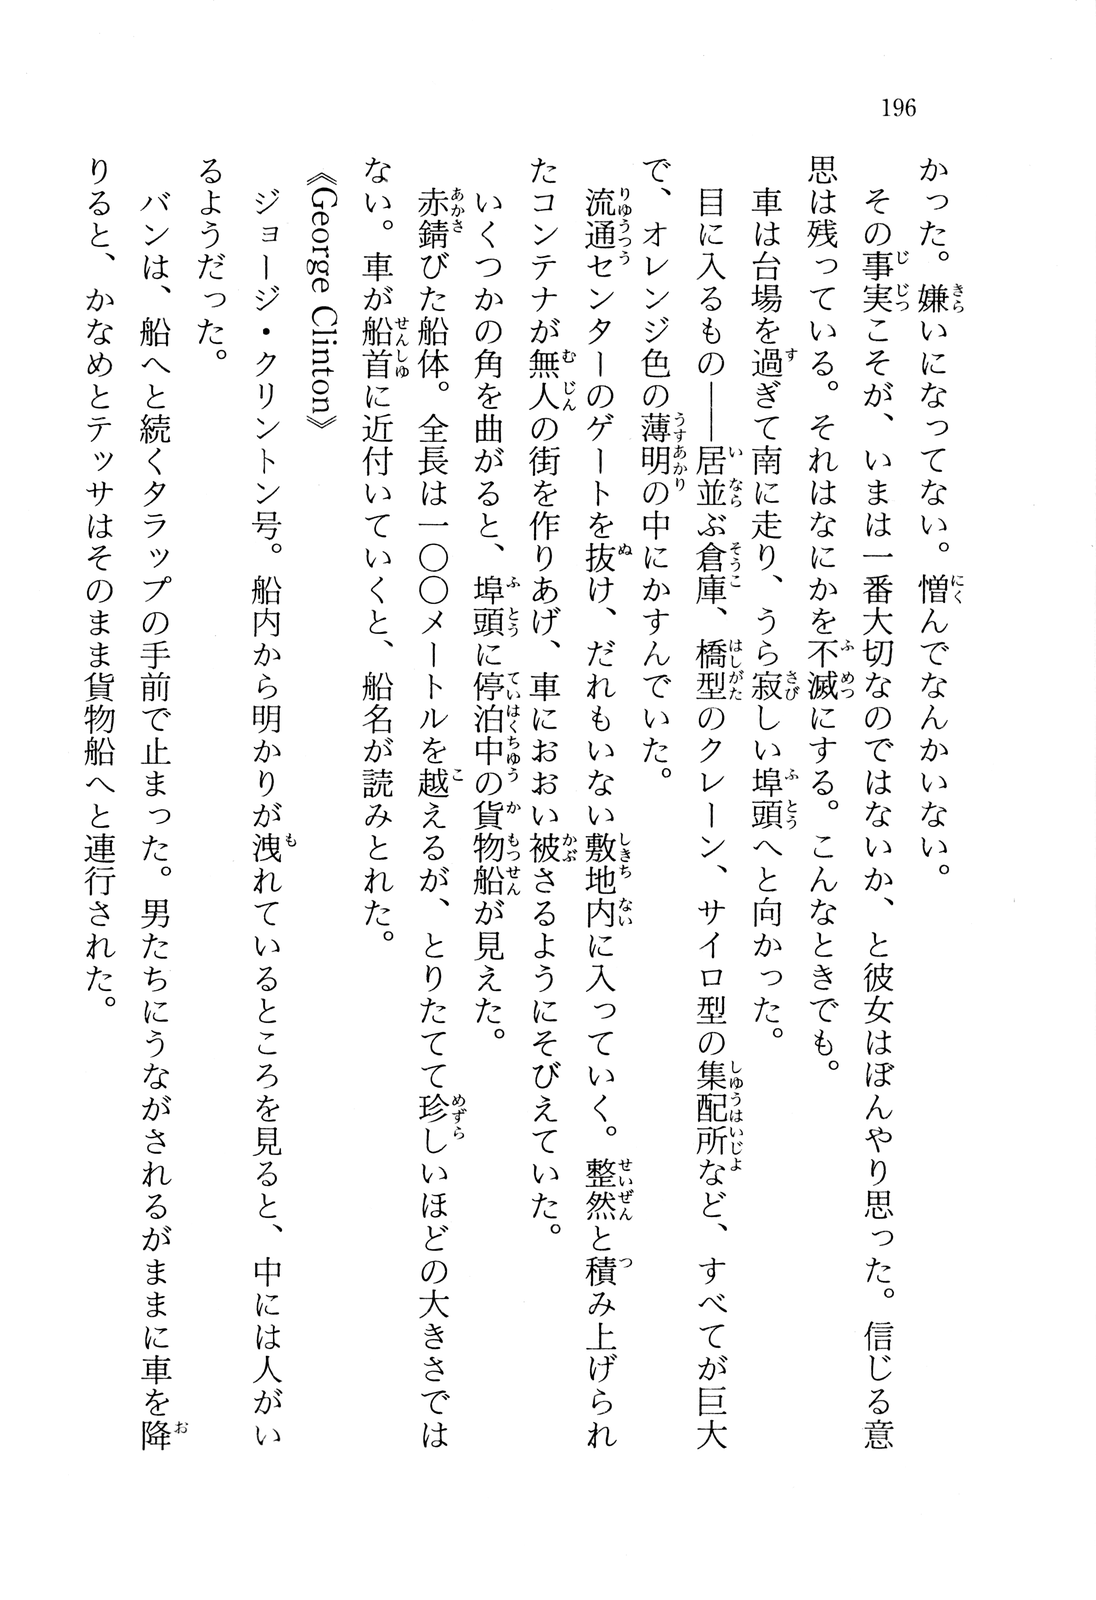 196
かった。嫌いになってない。憎んでなんかいない。
その事実こそが、いまは一番大切なのではないか、と彼女はぼんやり思った。信じる意
思は残っている。それはなにかを不滅にする。こんなときでも。
車は台場を過ぎて南に走り、うら寂しい埠頭へと向かった。
目に入るもの――居並ぶ倉庫、橋型のクレーン、サイロ型の集配所など、すべてが巨大
で、オレンジ色の薄明の中にかすんでいた。
流通センターのゲートを抜け、だれもいない敷地内に入っていく。整然と積み上げられ
たコンテナが無人の街を作りあげ、車におおい被さるようにそびえていた。
いくつかの角を曲がると、埠頭に停泊中の貨物船が見えた。
赤錆びた船体。全長は一〇〇メートルを越えるが、とりたてて珍しいほどの大きさでは
ない。車が船首に近付いていくと、船名が読みとれた。
《George Clinton》
ジョージ・クリントン号。船内から明かりが洩れているところを見ると、中には人がい
るようだった。
バンは、船へと続くタラップの手前で止まった。男たちにうながされるがままに車を降
りると、かなめとテッサはそのまま貨物船へと連行された。